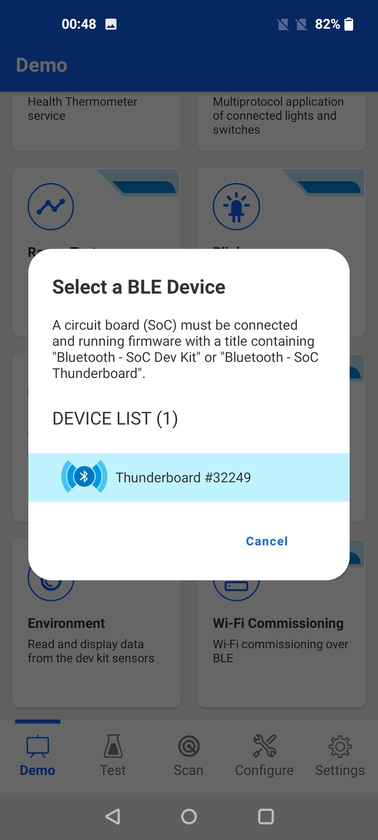 00:48
82%
Demo
Health Thermometer
service
Multiprotocol application
of connected lights and
switches
Select a BLE Device
A circuit board (SoC) must be connected
and running firmware with a title containing
"Bluetooth - SoC Dev Kit" or "Bluetooth - SoC
Thunderboard".
DEVICE LIST (1)
Thunderboard #32249
Cancel
Environment
Read and display data
from the dev kit sensors
Wi-Fi Commissioning
Wi-Fi commissioning over
BLE
Demo
Test
Scan
Configure
Settings